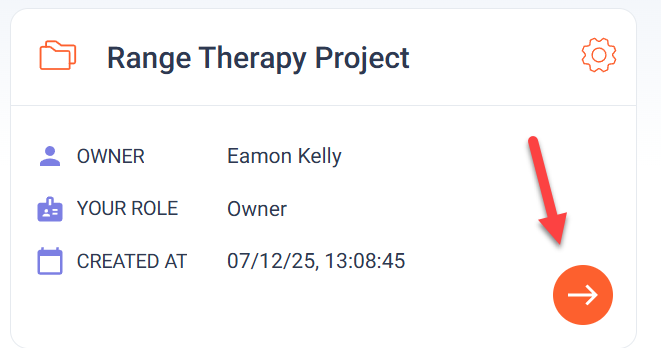 Range Therapy Project
OWNER Eamon Kelly
YOUR ROLE Owner
CREATED AT 07/12/25, 13:08:45